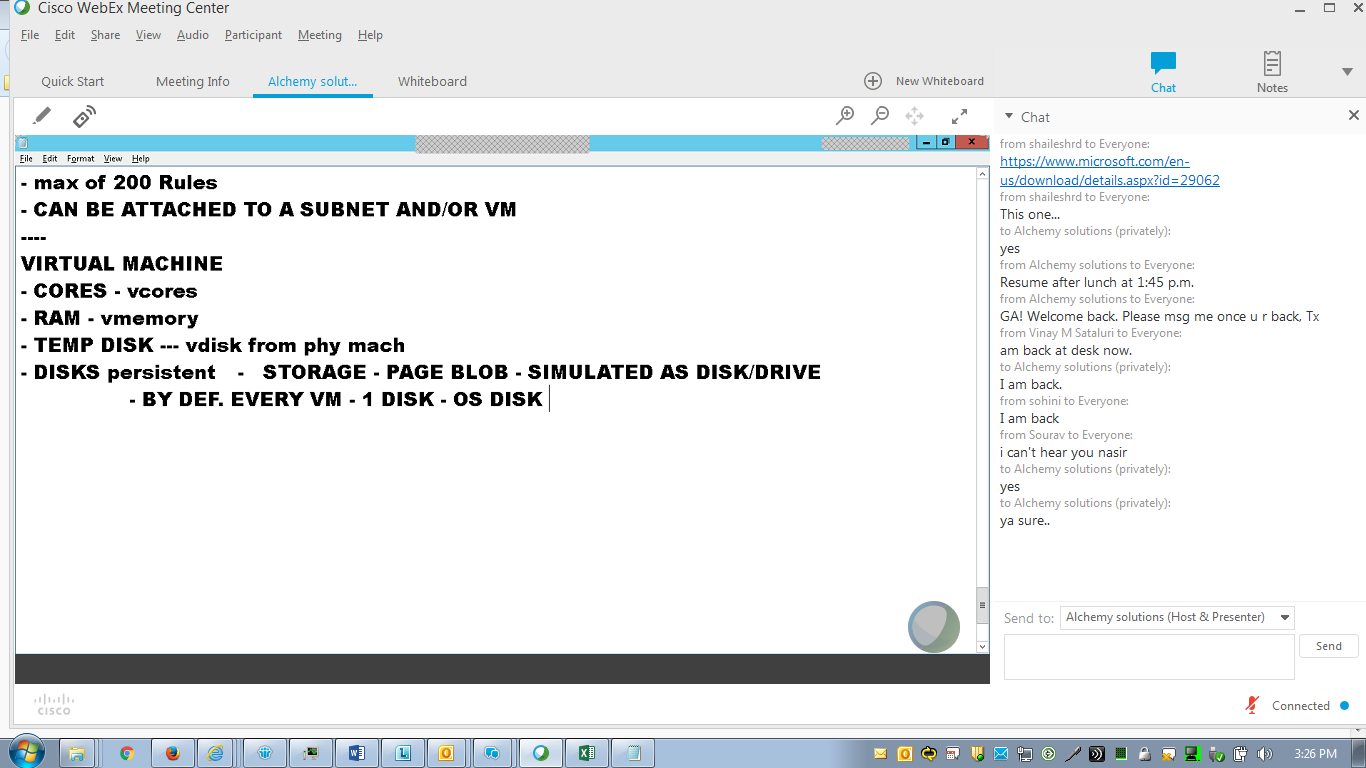 Cisco WebEx Meeting Center
File Edit Share View Audio Participant Meeting Help
Quick Start Meeting Info Alchemy solut... Whiteboard New Whiteboard
Chat Notes
File Edit Format View Help
- max of 200 Rules
- CAN BE ATTACHED TO A SUBNET AND/OR VM
----
VIRTUAL MACHINE
- CORES - vcores
- RAM - vmemory
- TEMP DISK --- vdisk from phy mach
- DISKS persistent - STORAGE - PAGE BLOB - SIMULATED AS DISK/DRIVE
- BY DEF. EVERY VM - 1 DISK - OS DISK
Chat
from shaileshrd to Everyone:
https://www.microsoft.com/en-
us/download/details.aspx?id=29062
from shaileshrd to Everyone:
This one...
to Alchemy solutions (privately):
yes
from Alchemy solutions to Everyone:
Resume after lunch at 1:45 p.m.
from Alchemy solutions to Everyone:
GA! Welcome back. Please msg me once u r back, Tx
from Vinay M Sataluri to Everyone:
am back at desk now.
to Alchemy solutions (privately):
I am back.
from sohini to Everyone:
I am back
from Sourav to Everyone:
i can't hear you nasir
to Alchemy solutions (privately):
yes
to Alchemy solutions (privately):
ya sure..
Send to: Alchemy solutions (Host & Presenter)
Send
CISCO
Connected
3:26 PM